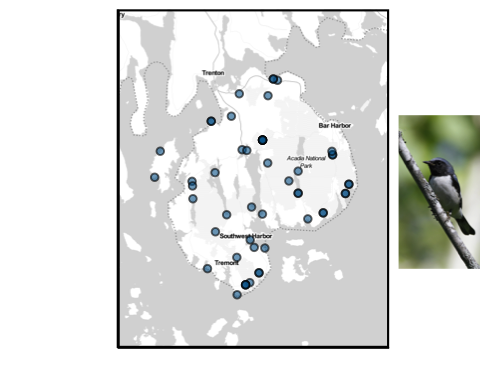 Trenton
Bar Harbor
Acadia National
Park
Southwest Harbor
Tremont